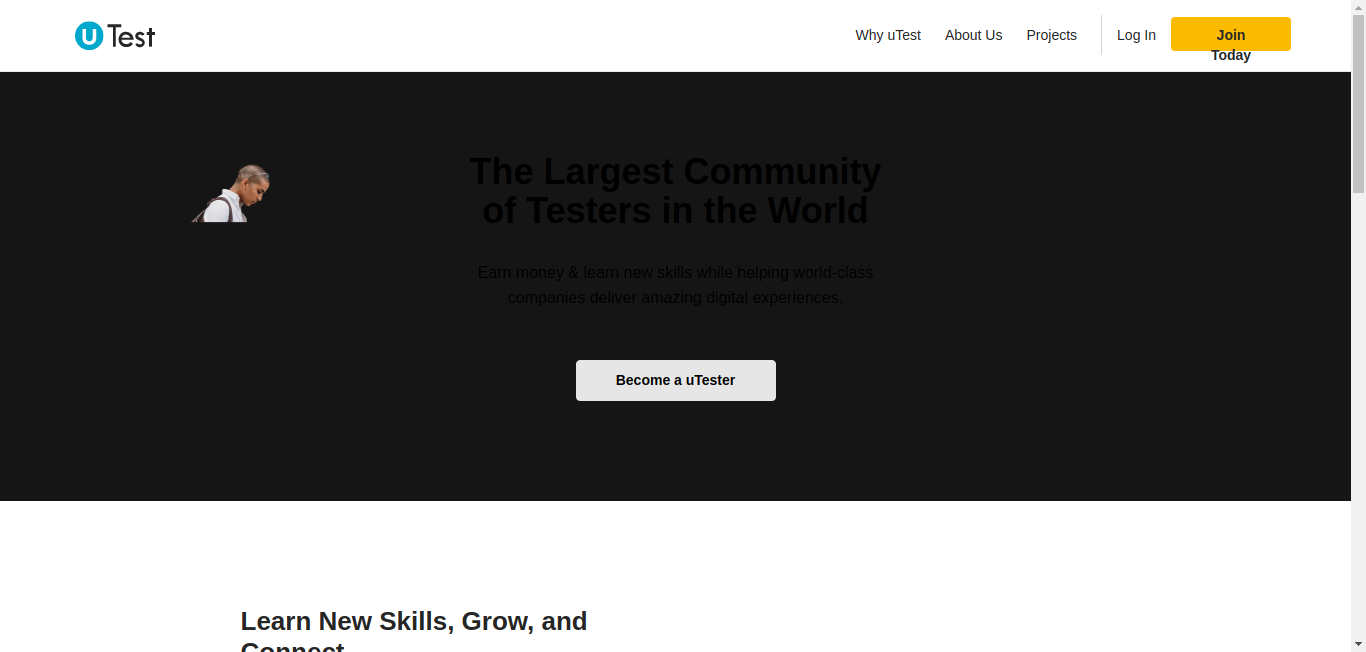 uTest
Why uTest
About Us
Projects
Log In
Join
Today
The Largest Community
of Testers in the World
Earn money & learn new skills while helping world-class
companies deliver amazing digital experiences.
Become a uTester
Learn New Skills, Grow, and
Connect